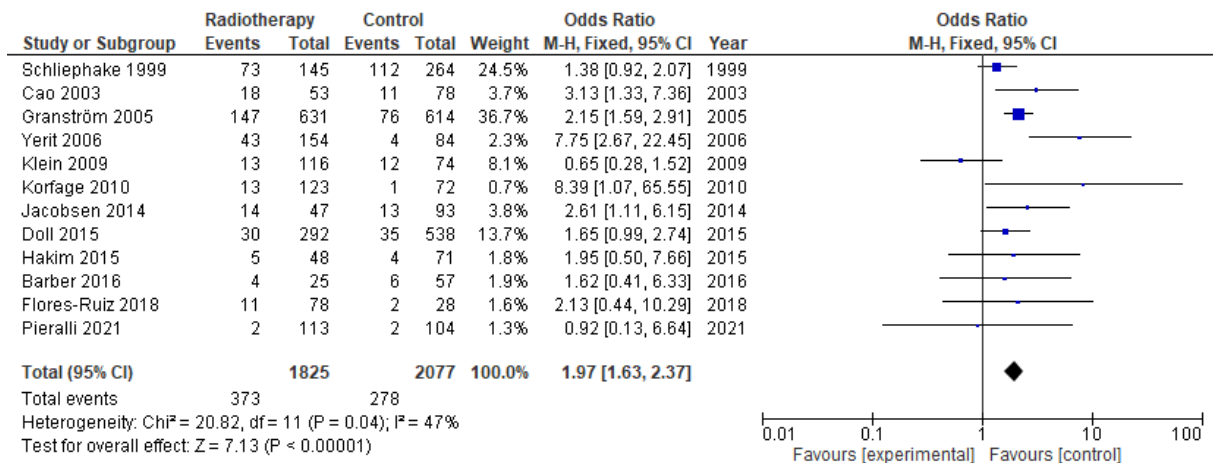 Radiotherapy Control Odds Ratio Odds Ratio
Study or Subgroup Events Total Events Total Weight M-H, Fixed, 95% CI Year M-H, Fixed, 95% CI
Schliephake 1999 73 145 112 264 24.5% 1.38 [0.92, 2.07] 1999
Cao 2003 18 53 11 78 3.7% 3.13 [1.33, 7.36] 2003
Granström 2005 147 631 76 614 36.7% 2.15 [1.59, 2.91] 2005
Yerit 2006 43 154 4 84 2.3% 7.75 [2.67, 22.45] 2006
Klein 2009 13 116 12 74 8.1% 0.65 [0.28, 1.52] 2009
Korfage 2010 13 123 1 72 0.7% 8.39 [1.07, 65.55] 2010
Jacobsen 2014 14 47 13 93 3.8% 2.61 [1.11, 6.15] 2014
Doll 2015 30 292 35 538 13.7% 1.65 [0.99, 2.74] 2015
Hakim 2015 5 48 4 71 1.8% 1.95 [0.50, 7.66] 2015
Barber 2016 4 25 6 57 1.9% 1.62 [0.41, 6.33] 2016
Flores-Ruiz 2018 11 78 2 28 1.6% 2.13 [0.44, 10.29] 2018
Pieralli 2021 2 113 2 104 1.3% 0.92 [0.13, 6.64] 2021
Total (95% CI) 1825 2077 100.0% 1.97 [1.63, 2.37]
Total events 373 278
Heterogeneity: Chi² = 20.82, df = 11 (P = 0.04); I² = 47%
Test for overall effect: Z = 7.13 (P < 0.00001)
0.01 0.1 1 10 100
Favours [experimental] Favours [control]